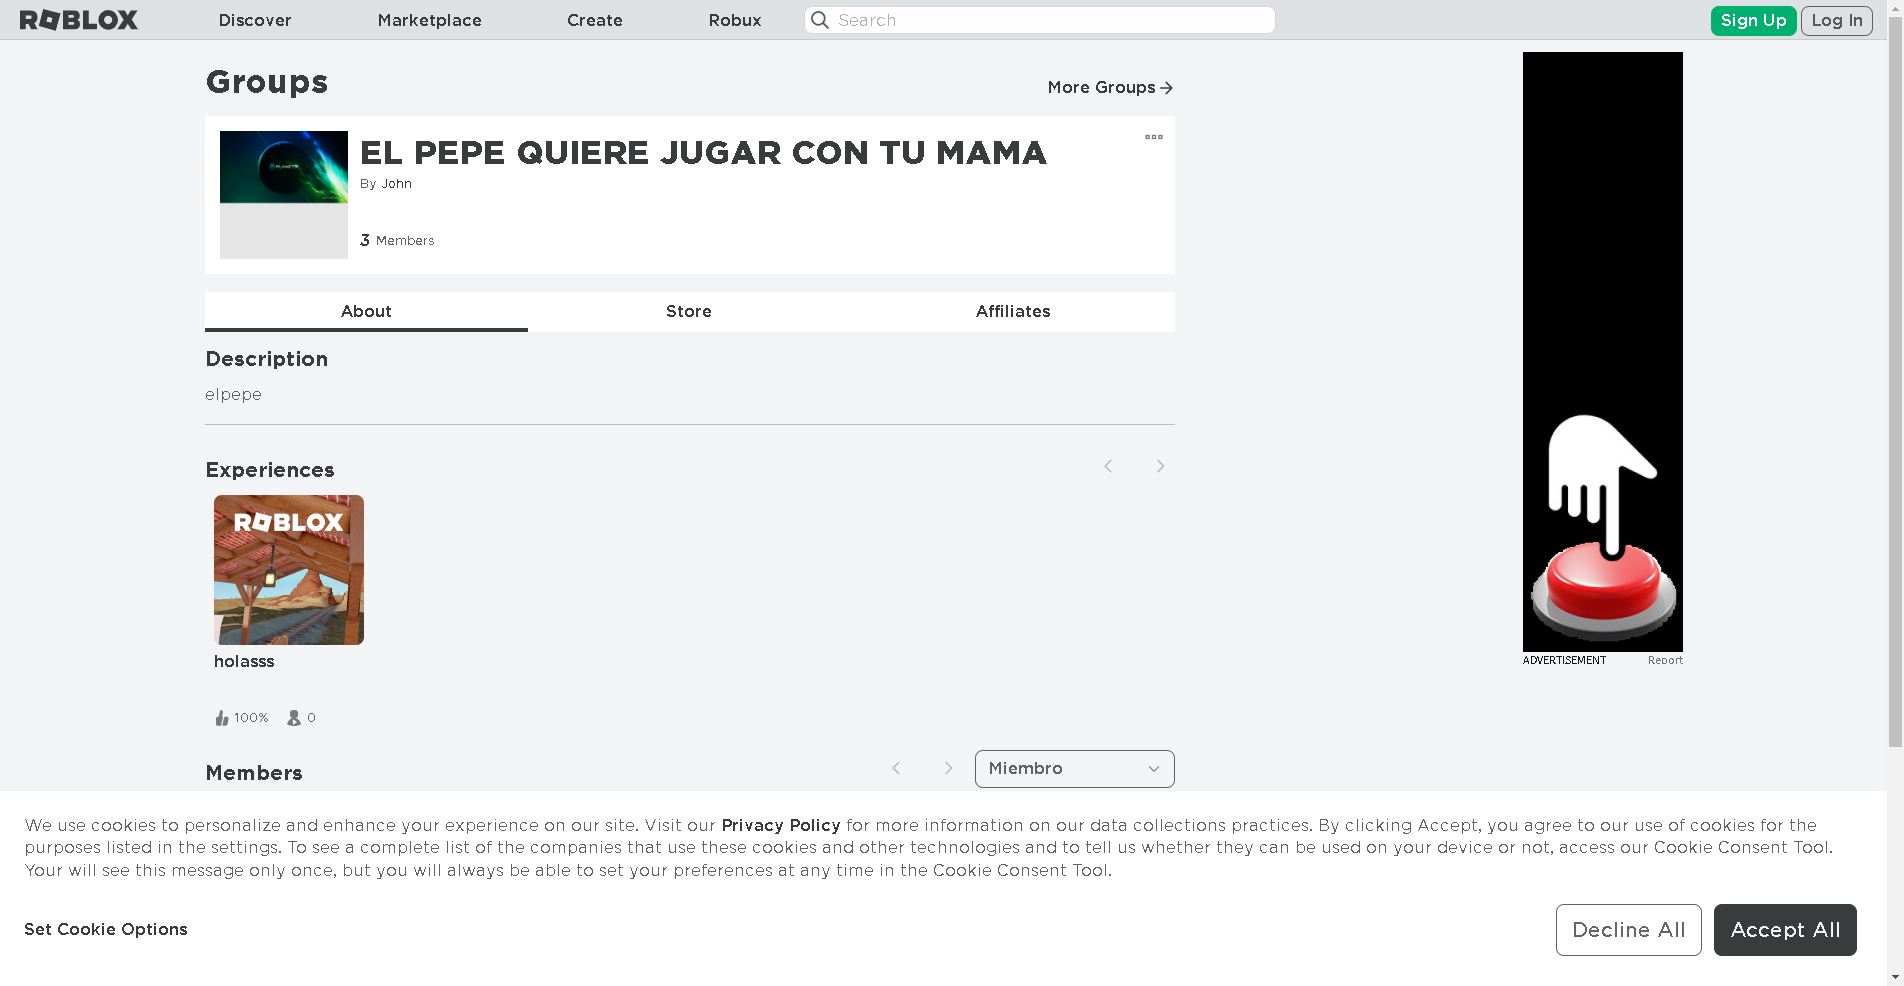 ROBLOX
Discover
Marketplace
Create
Robux
Search
Sign Up
Log In
Groups
More Groups
EL PEPE QUIERE JUGAR CON TU MAMA
By John
3 Members
About
Store
Affiliates
Description
elpepe
Experiences
ROBLOX
holasss
100%
0
ADVERTISEMENT
Report
Members
Miembro
We use cookies to personalize and enhance your experience on our site. Visit our Privacy Policy for more information on our data collections practices. By clicking Accept, you agree to our use of cookies for the
purposes listed in the settings. To see a complete list of the companies that use these cookies and other technologies and to tell us whether they can be used on your device or not, access our Cookie Consent Tool.
Your will see this message only once, but you will always be able to set your preferences at any time in the Cookie Consent Tool.
Set Cookie Options
Decline All
Accept All